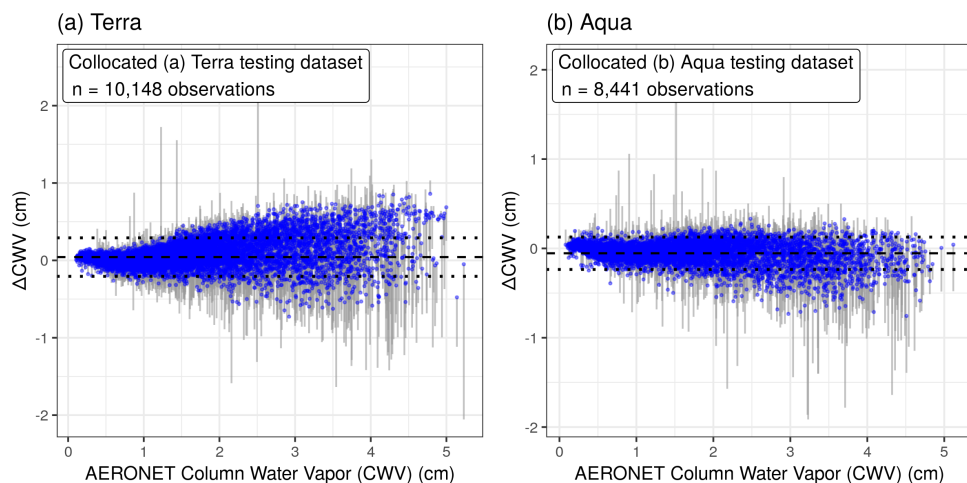 (a) Terra
Collocated (a) Terra testing dataset
n = 10,148 observations
2
1
0
-1
-2
ΔCWV (cm)
0 1 2 3 4 5
AERONET Column Water Vapor (CWV) (cm)
(b) Aqua
Collocated (b) Aqua testing dataset
n = 8,441 observations
2
1
0
-1
-2
ΔCWV (cm)
0 1 2 3 4 5
AERONET Column Water Vapor (CWV) (cm)